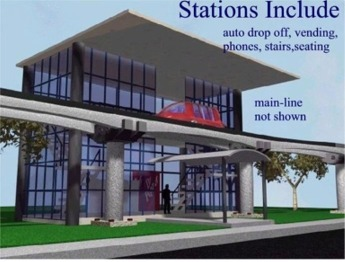 Stations Include
auto drop off, vending,
phones, stairs,seating
main-line
not shown